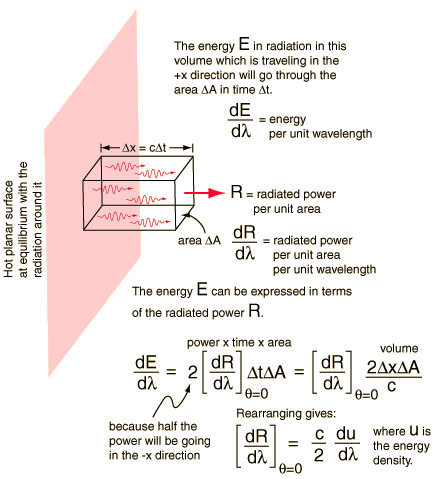 The energy E in radiation in this
volume which is traveling in the
+x direction will go through the
area ΔA in time Δt.
dE/dλ = energy
per unit wavelength
Δx = cΔt
R = radiated power
per unit area
area ΔA
dR/dλ = radiated power
per unit area
per unit wavelength
Hot planar surface
at equilibrium with the
radiation around it
The energy E can be expressed in terms
of the radiated power R.
power x time x area
volume
dE/dλ = 2[dR/dλ]θ=0 ΔtΔA = [dR/dλ]θ=0 2ΔxΔA/c
because half the
power will be going
in the -x direction
Rearranging gives:
[dR/dλ]θ=0 = c/2 du/dλ
where u is
the energy
density.